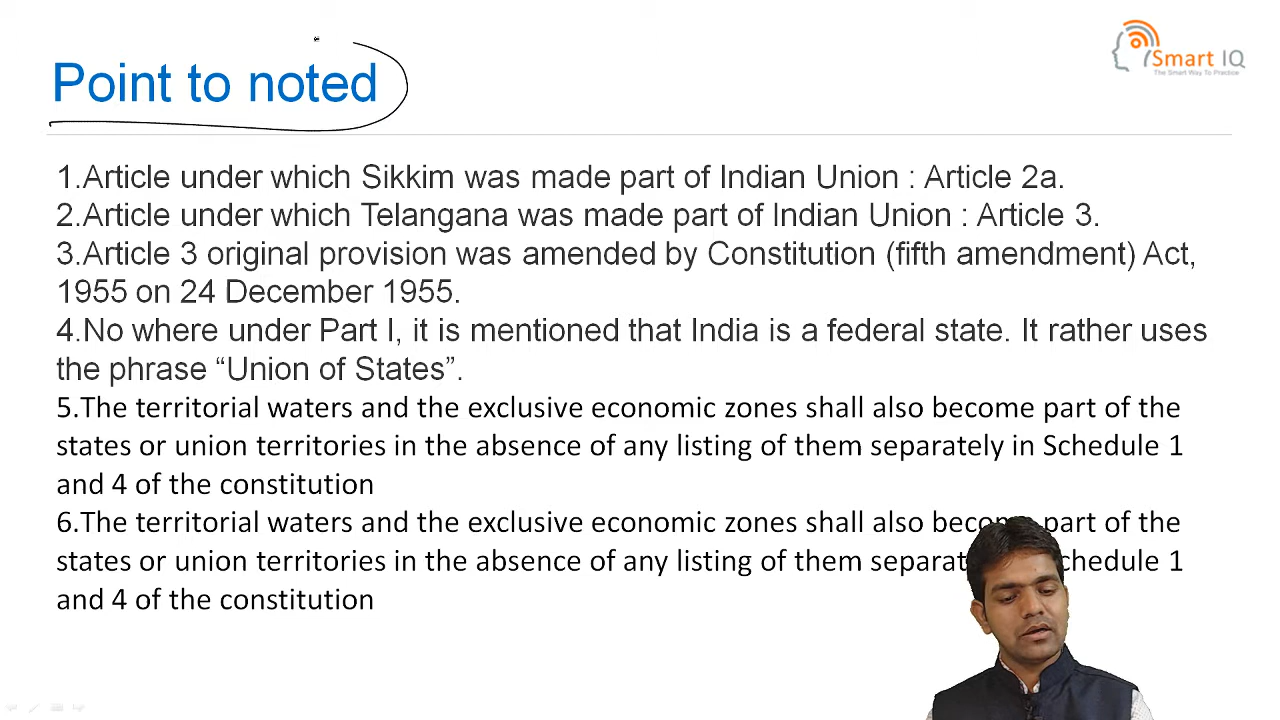 Point to noted
Smart IQ
The Smart Way To Practice
1.Article under which Sikkim was made part of Indian Union : Article 2a.
2.Article under which Telangana was made part of Indian Union : Article 3.
3.Article 3 original provision was amended by Constitution (fifth amendment) Act,
1955 on 24 December 1955.
4.No where under Part I, it is mentioned that India is a federal state. It rather uses
the phrase “Union of States”.
5.The territorial waters and the exclusive economic zones shall also become part of the
states or union territories in the absence of any listing of them separately in Schedule 1
and 4 of the constitution
6.The territorial waters and the exclusive economic zones shall also become part of the
states or union territories in the absence of any listing of them 1
and 4 of the constitution